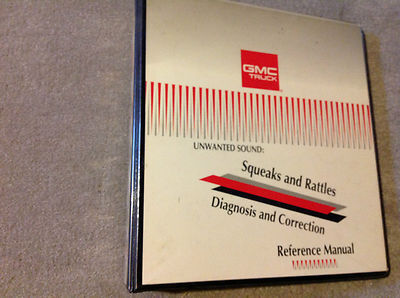 GMC
TRUCK
UNWANTED SOUND:
Squeaks and Rattles
Diagnosis and Correction
Reference Manual